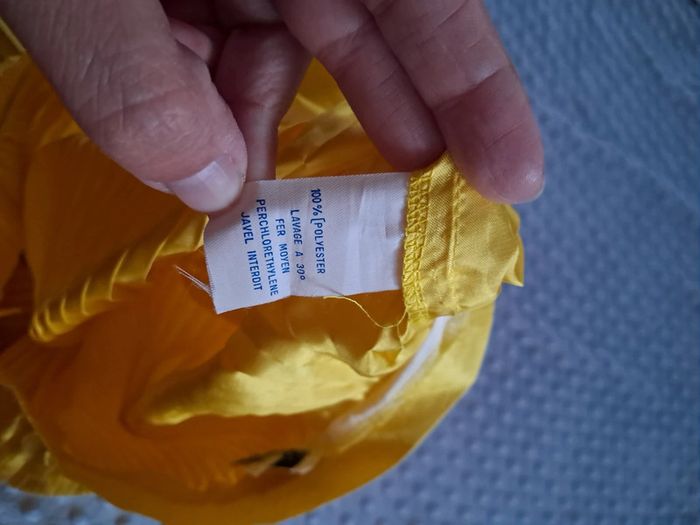 100% [POLYESTER
LAVAGE A 30°
FER MOYEN
PERCHLORETHYLENE
JAVEL INTERDIT